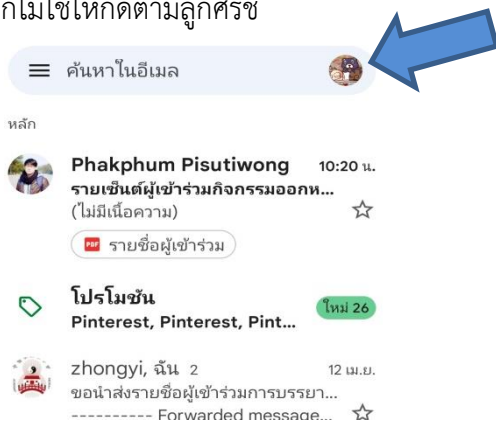 ก็ไม่ใช่ให้กดตามลูกศรช
ค้นหาในอีเมล
หลัก
Phakphum Pisutiwong 10:20 น.
รายเซ็นต์ผู้เข้าร่วมกิจกรรมออกห...
(ไม่มีเนื้อความ)
PDF รายชื่อผู้เข้าร่วม
โปรโมชัน
ใหม่ 26
Pinterest, Pinterest, Pint...
zhongyi, ฉัน 2 12 เม.ย.
ขอนำส่งรายชื่อผู้เข้าร่วมการบรรยา...
---------- Forwarded message...